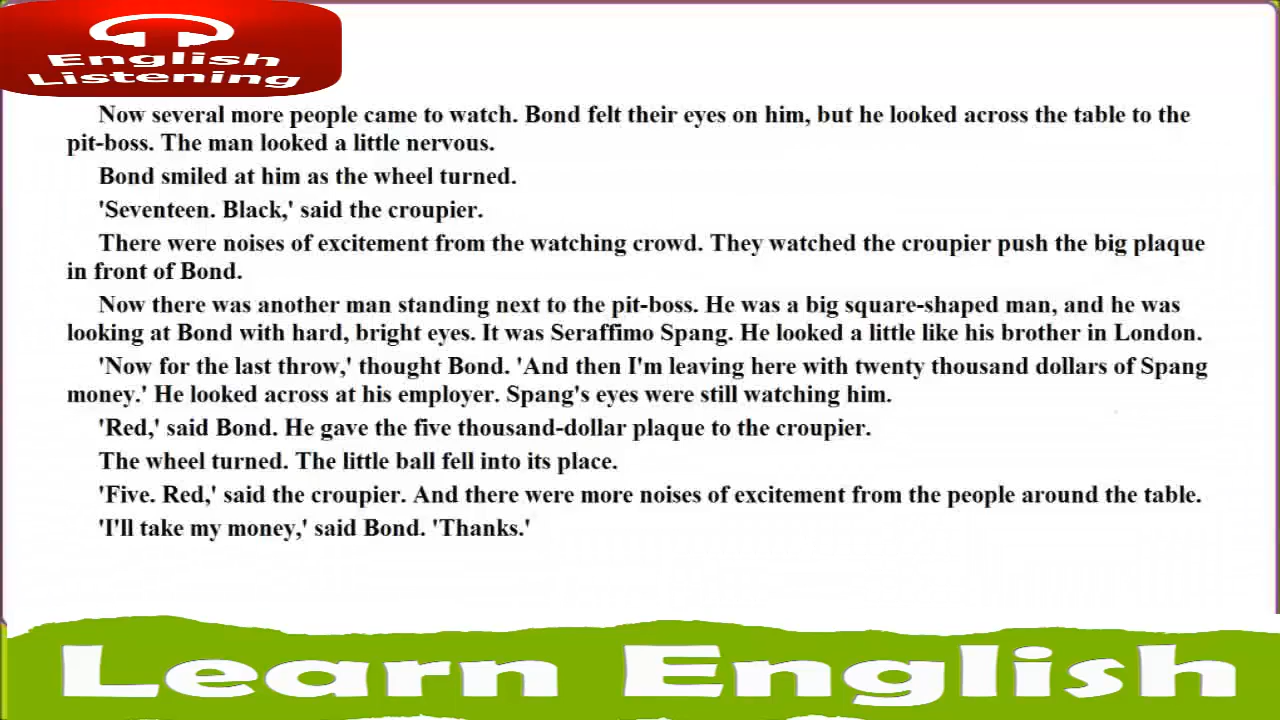 English
Listening
Now several more people came to watch. Bond felt their eyes on him, but he looked across the table to the
pit-boss. The man looked a little nervous.
Bond smiled at him as the wheel turned.
'Seventeen. Black,' said the croupier.
There were noises of excitement from the watching crowd. They watched the croupier push the big plaque
in front of Bond.
Now there was another man standing next to the pit-boss. He was a big square-shaped man, and he was
looking at Bond with hard, bright eyes. It was Seraffimo Spang. He looked a little like his brother in London.
'Now for the last throw,' thought Bond. 'And then I'm leaving here with twenty thousand dollars of Spang
money.' He looked across at his employer. Spang's eyes were still watching him.
'Red,' said Bond. He gave the five thousand-dollar plaque to the croupier.
The wheel turned. The little ball fell into its place.
'Five. Red,' said the croupier. And there were more noises of excitement from the people around the table.
'I'll take my money,' said Bond. 'Thanks.'
Learn English